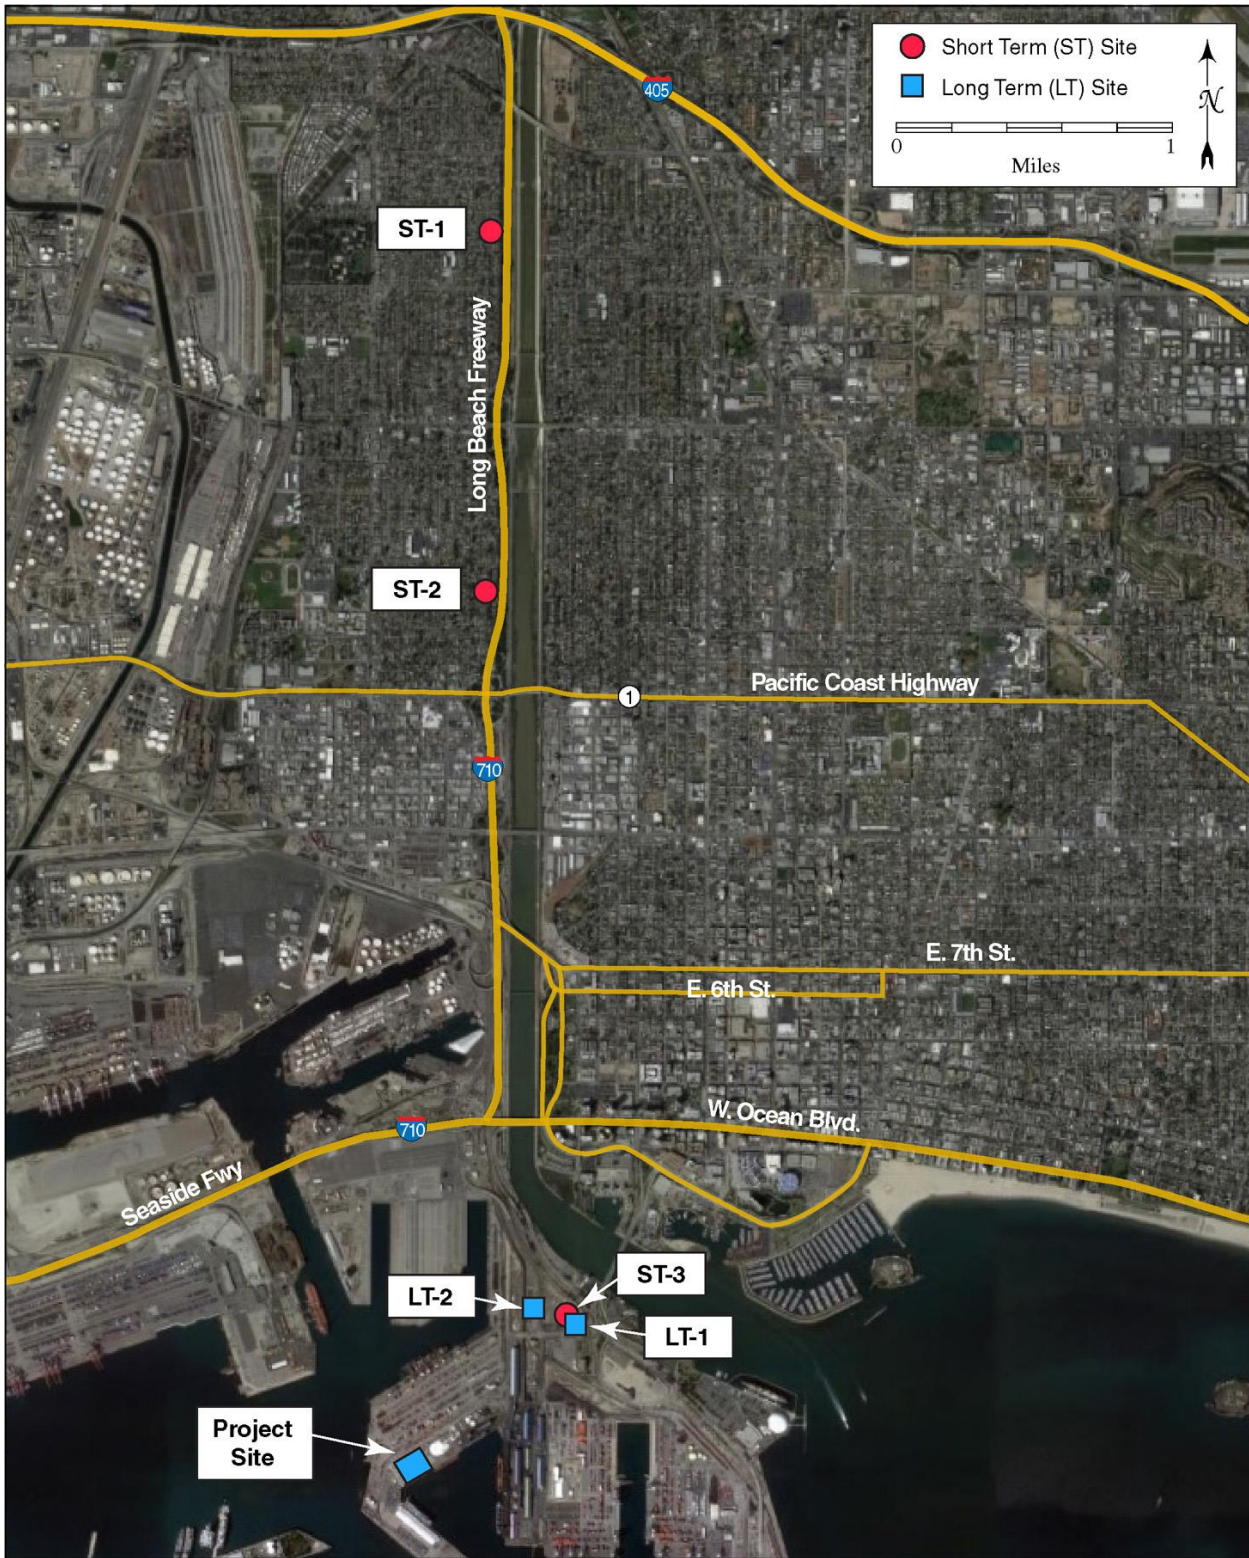 Short Term (ST) Site
Long Term (LT) Site
N
0 1
Miles
405
ST-1
Long Beach Freeway
ST-2
Pacific Coast Highway
1
710
E. 7th St.
E. 6th St.
W. Ocean Blvd.
710
Seaside Fwy
ST-3
LT-2
LT-1
Project
Site